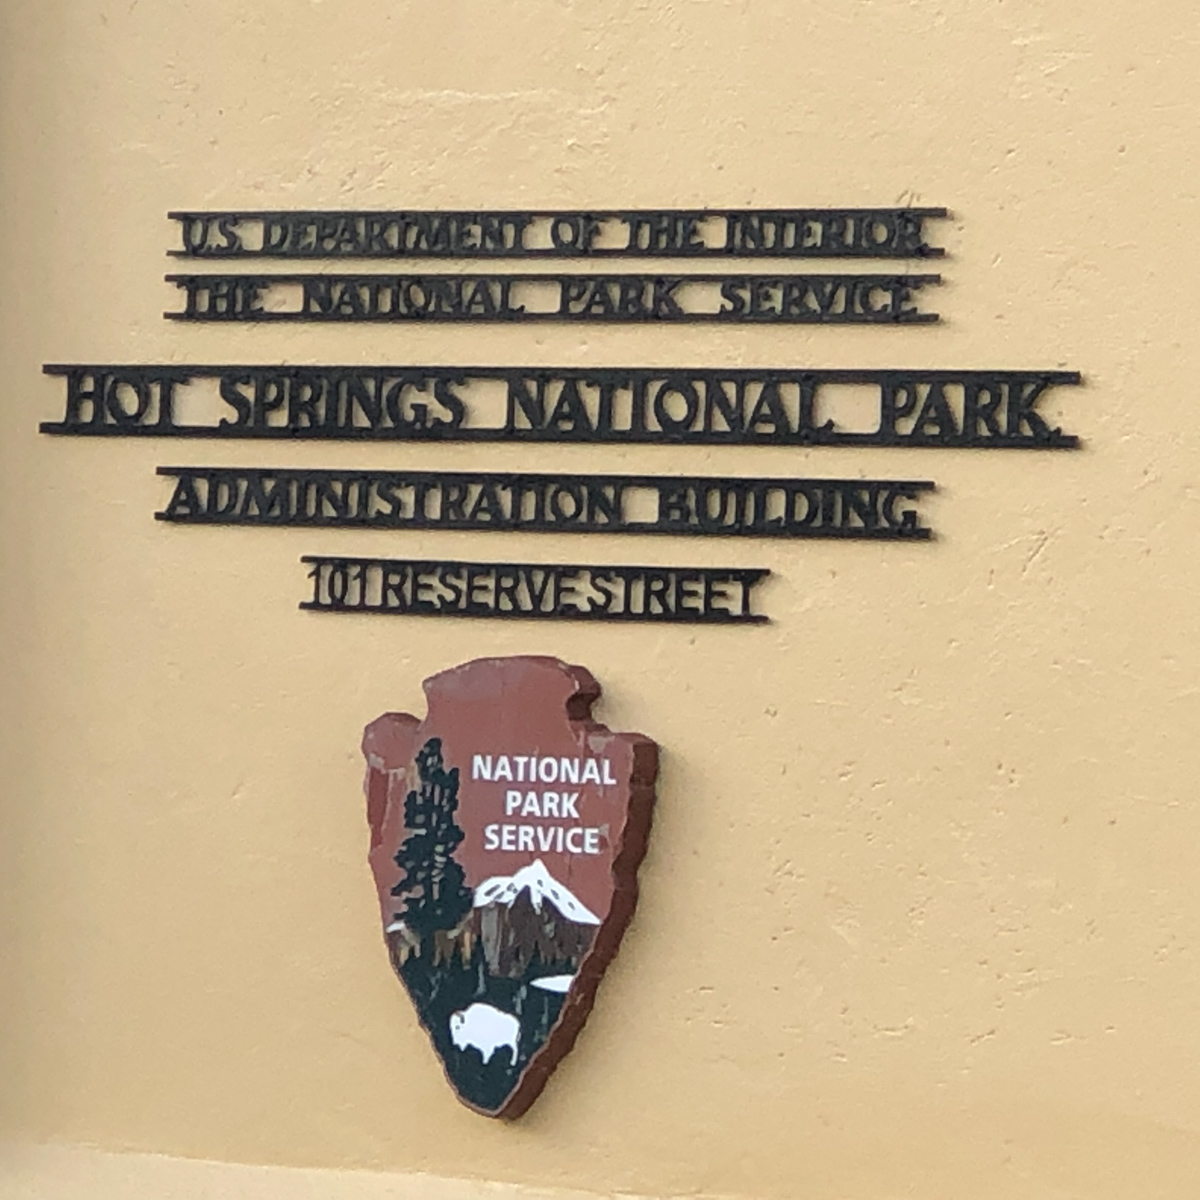 U.S. DEPARTMENT OF THE INTERIOR
THE NATIONAL PARK SERVICE
HOT SPRINGS NATIONAL PARK
ADMINISTRATION BUILDING
101 RESERVE STREET
NATIONAL
PARK
SERVICE